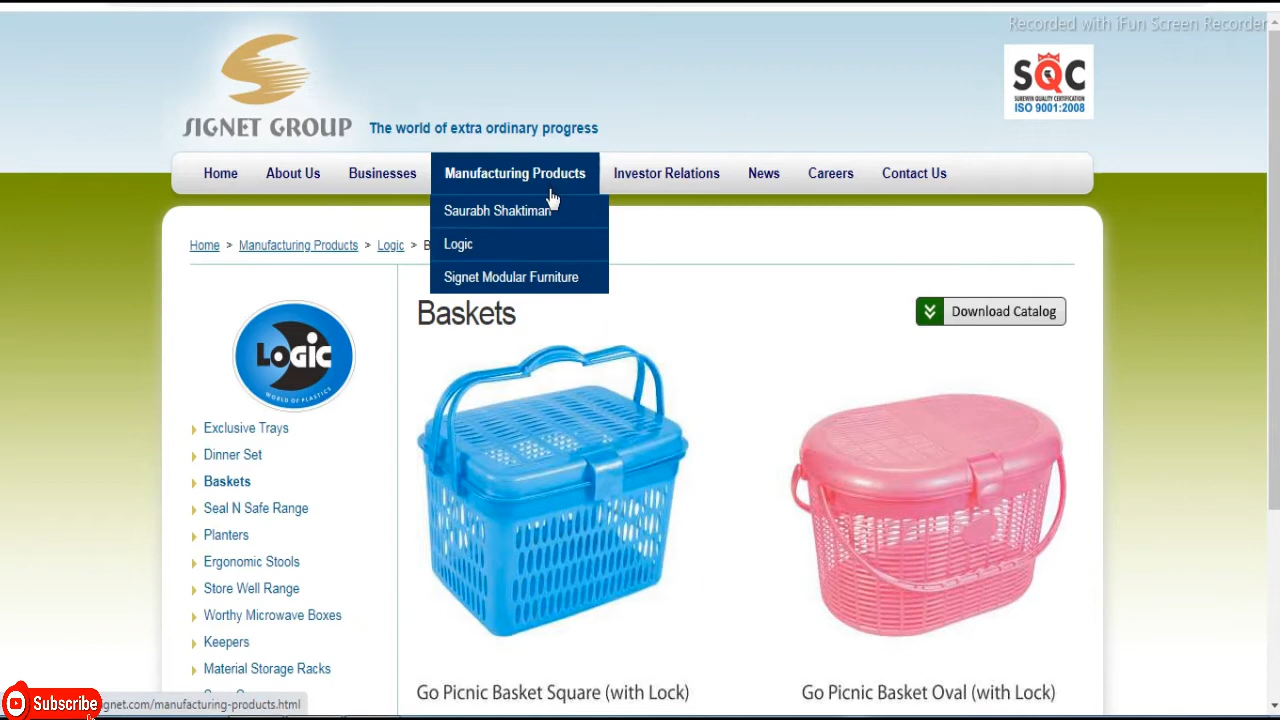 Recorded with iFun Screen Recorder
SIGNET GROUP
The world of extra ordinary progress
SQC
SUREWIN QUALITY CERTIFICATION
ISO 9001:2008
Home
About Us
Businesses
Manufacturing Products
Investor Relations
News
Careers
Contact Us
Saurabh Shaktiman
Logic
Signet Modular Furniture
Home > Manufacturing Products > Logic > B
Baskets
Download Catalog
LOGIC
WORLD OF PLASTICS
Exclusive Trays
Dinner Set
Baskets
Seal N Safe Range
Planters
Ergonomic Stools
Store Well Range
Worthy Microwave Boxes
Keepers
Material Storage Racks
Go Picnic Basket Square (with Lock)
Go Picnic Basket Oval (with Lock)
Subscribe
gnet.com/manufacturing-products.html